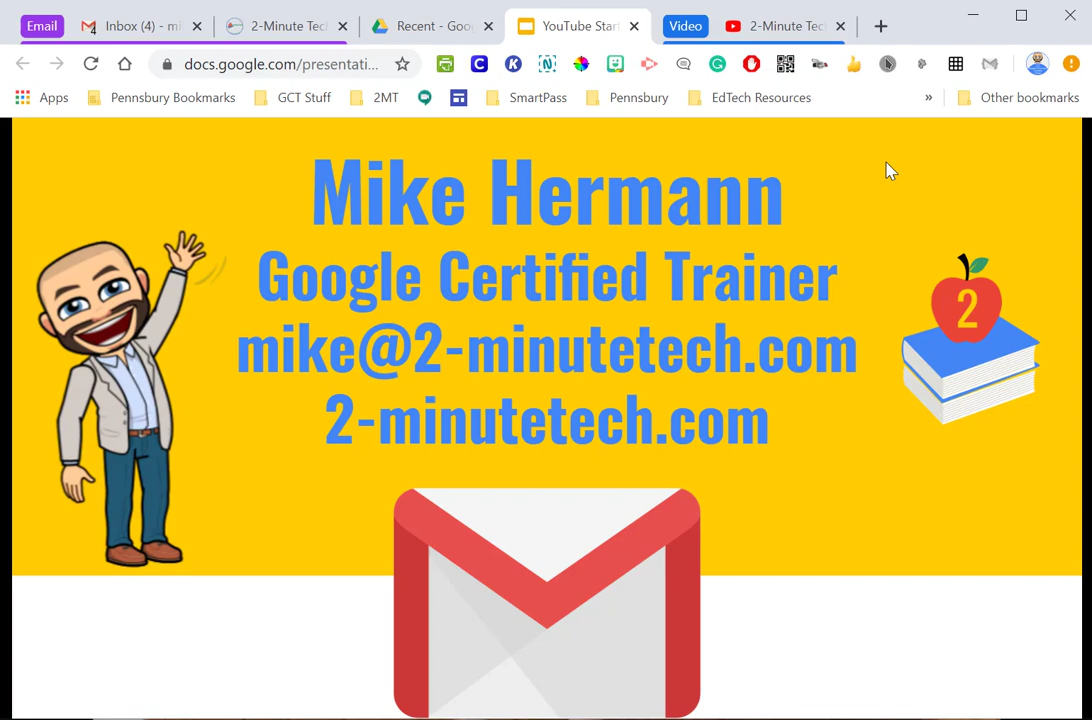 Email
4
Inbox (4) - mi
2-Minute Tec
Recent - Goo
YouTube Star
Video
2-Minute Tec
docs.google.com/presentati...
Apps
Pennsbury Bookmarks
GCT Stuff
2MT
SmartPass
Pennsbury
EdTech Resources
»
Other bookmarks
Mike Hermann
Google Certified Trainer
mike@2-minutetech.com
2-minutetech.com
2